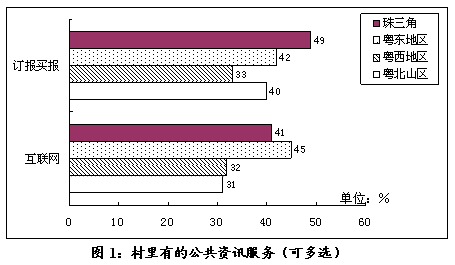 珠三角
粤东地区
粤西地区
粤北山区
订报买报
49
42
33
40
互联网
41
45
32
31
单位：%
0 10 20 30 40 50 60
图1：村里有的公共资讯服务（可多选）